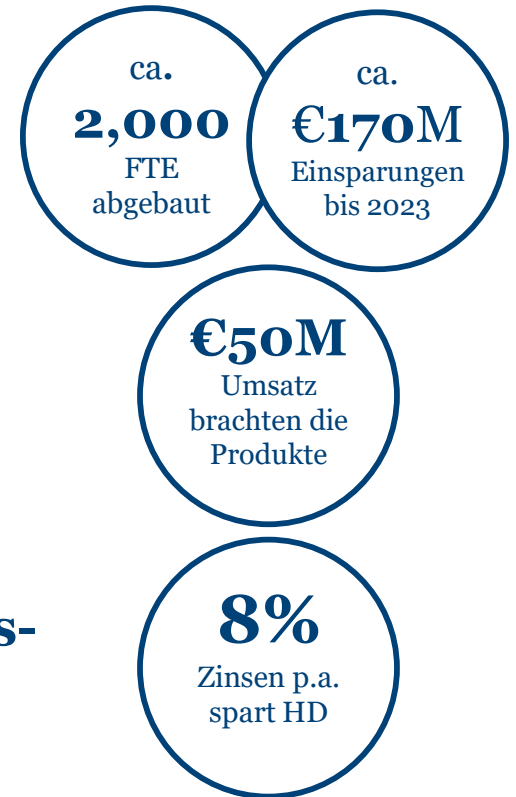 ca.
2,000
FTE
abgebaut
ca.
€170M
Einsparungen
bis 2023
€50M
Umsatz
brachten die
Produkte
s-
8%
Zinsen p.a.
spart HD